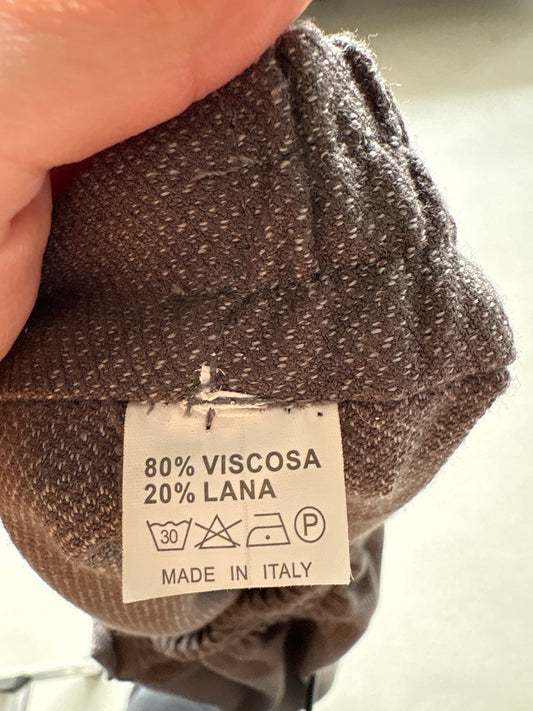 80% VISCOSA
20% LANA
30 P
MADE IN ITALY